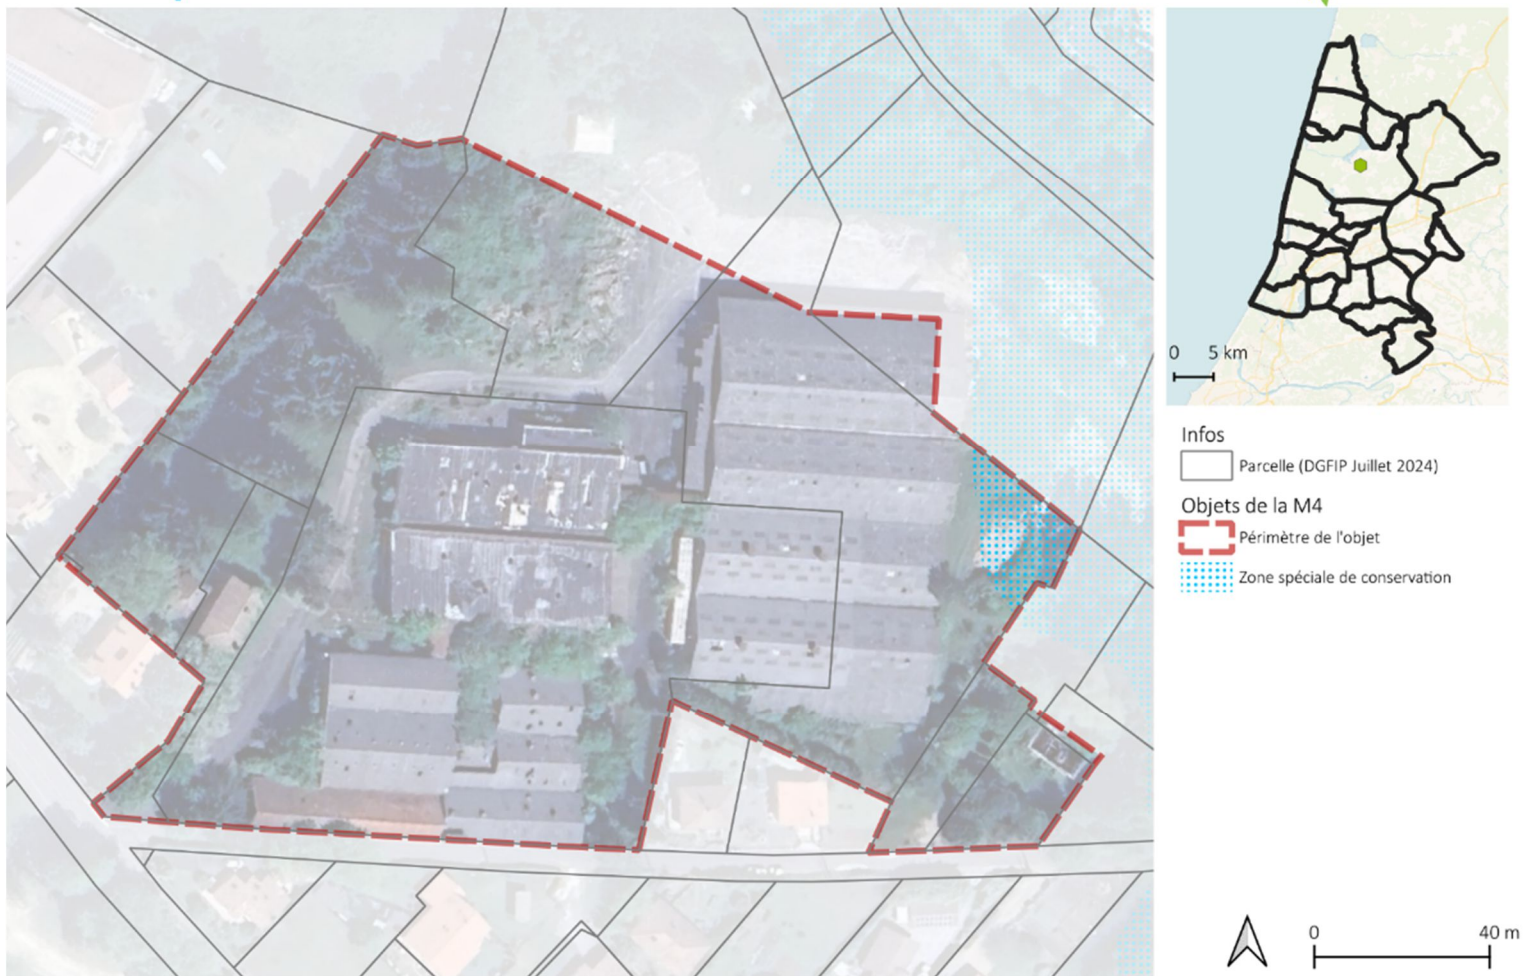 0 5 km
Infos
Parcelle (DGFIP Juillet 2024)
Objets de la M4
Périmètre de l'objet
Zone spéciale de conservation
0 40 m